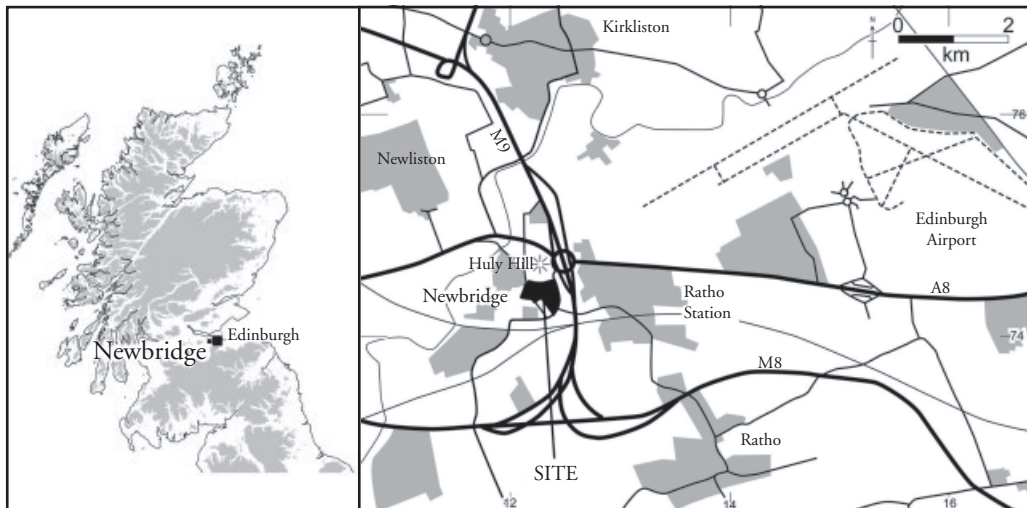 Newbridge
Edinburgh
Kirkliston
N
0 2
km
76
M9
Newliston
Edinburgh
Airport
Huly Hill
A8
Newbridge
Ratho
Station
74
M8
Ratho
SITE
12 14 16